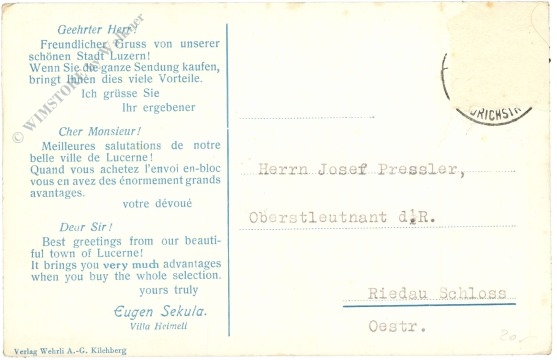 Geehrter Herr!
Freundlicher Gruss von unserer
schönen Stadt Luzern!
Wenn Sie die ganze Sendung kaufen,
bringt Ihnen dies viele Vorteile.
Ich grüsse Sie
Ihr ergebener
Cher Monsieur!
Meilleures salutations de notre
belle ville de Lucerne!
Quand vous achetez l'envoi en-bloc
vous en avez des énormement grands
avantages.
votre dévoué
Dear Sir!
Best greetings from our beauti-
ful town of Lucerne!
It brings you very much advantages
when you buy the whole selection.
yours truly
Eugen Sekula.
Villa Heimeli
Verlag Wehrli A.-G. Kilchberg
© WIMSTORE
RICHSTR
Herrn Josef Pressler,
Oberstleutnant d.R.
Riedau Schloss
Oestr.
20.-